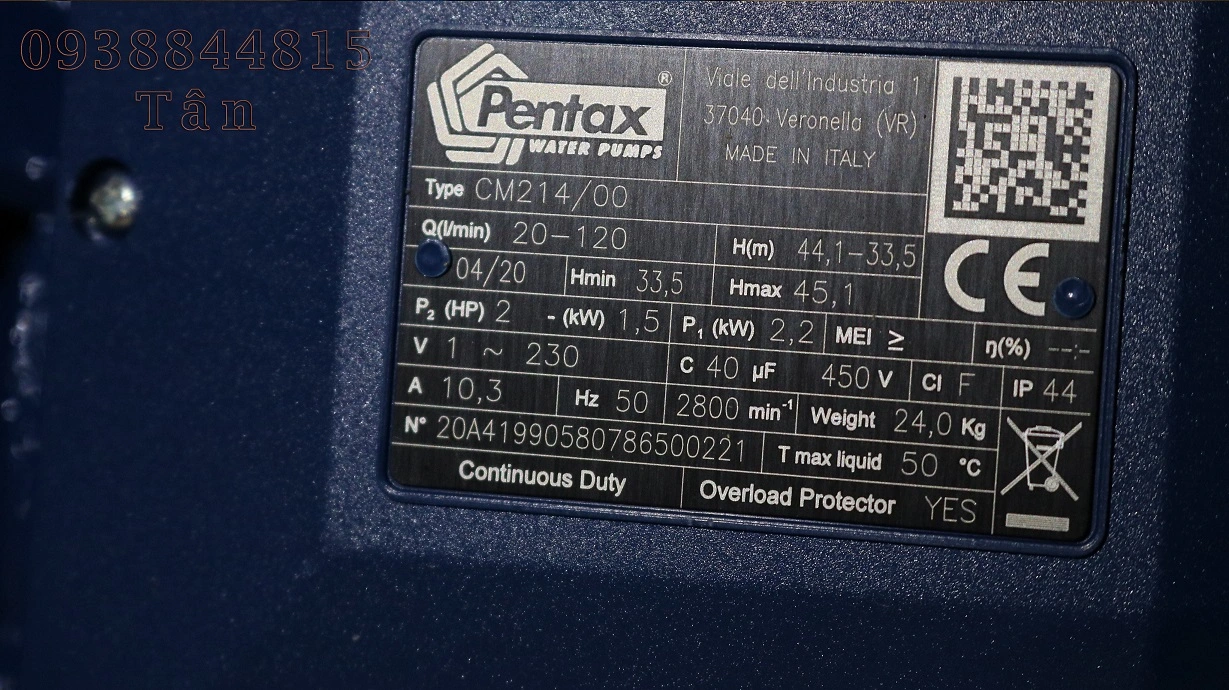 0938844815
Tân
Pentax ®
WATER PUMPS
Viale dell'Industria 1
37040 Veronella (VR)
MADE IN ITALY
Type CM214/00
Q(l/min) 20-120 H(m) 44,1-33,5
04/20 Hmin 33,5 Hmax 45,1
P₂ (HP) 2 - (kW) 1,5 P₁ (kW) 2,2 MEI ≥ η(%) --.-
V 1 ~ 230 C 40 µF 450 V Cl F IP 44
A 10,3 Hz 50 2800 min⁻¹ Weight 24,0 Kg
N° 20A41990580786500221 T max liquid 50 °C
Continuous Duty Overload Protector YES
CE